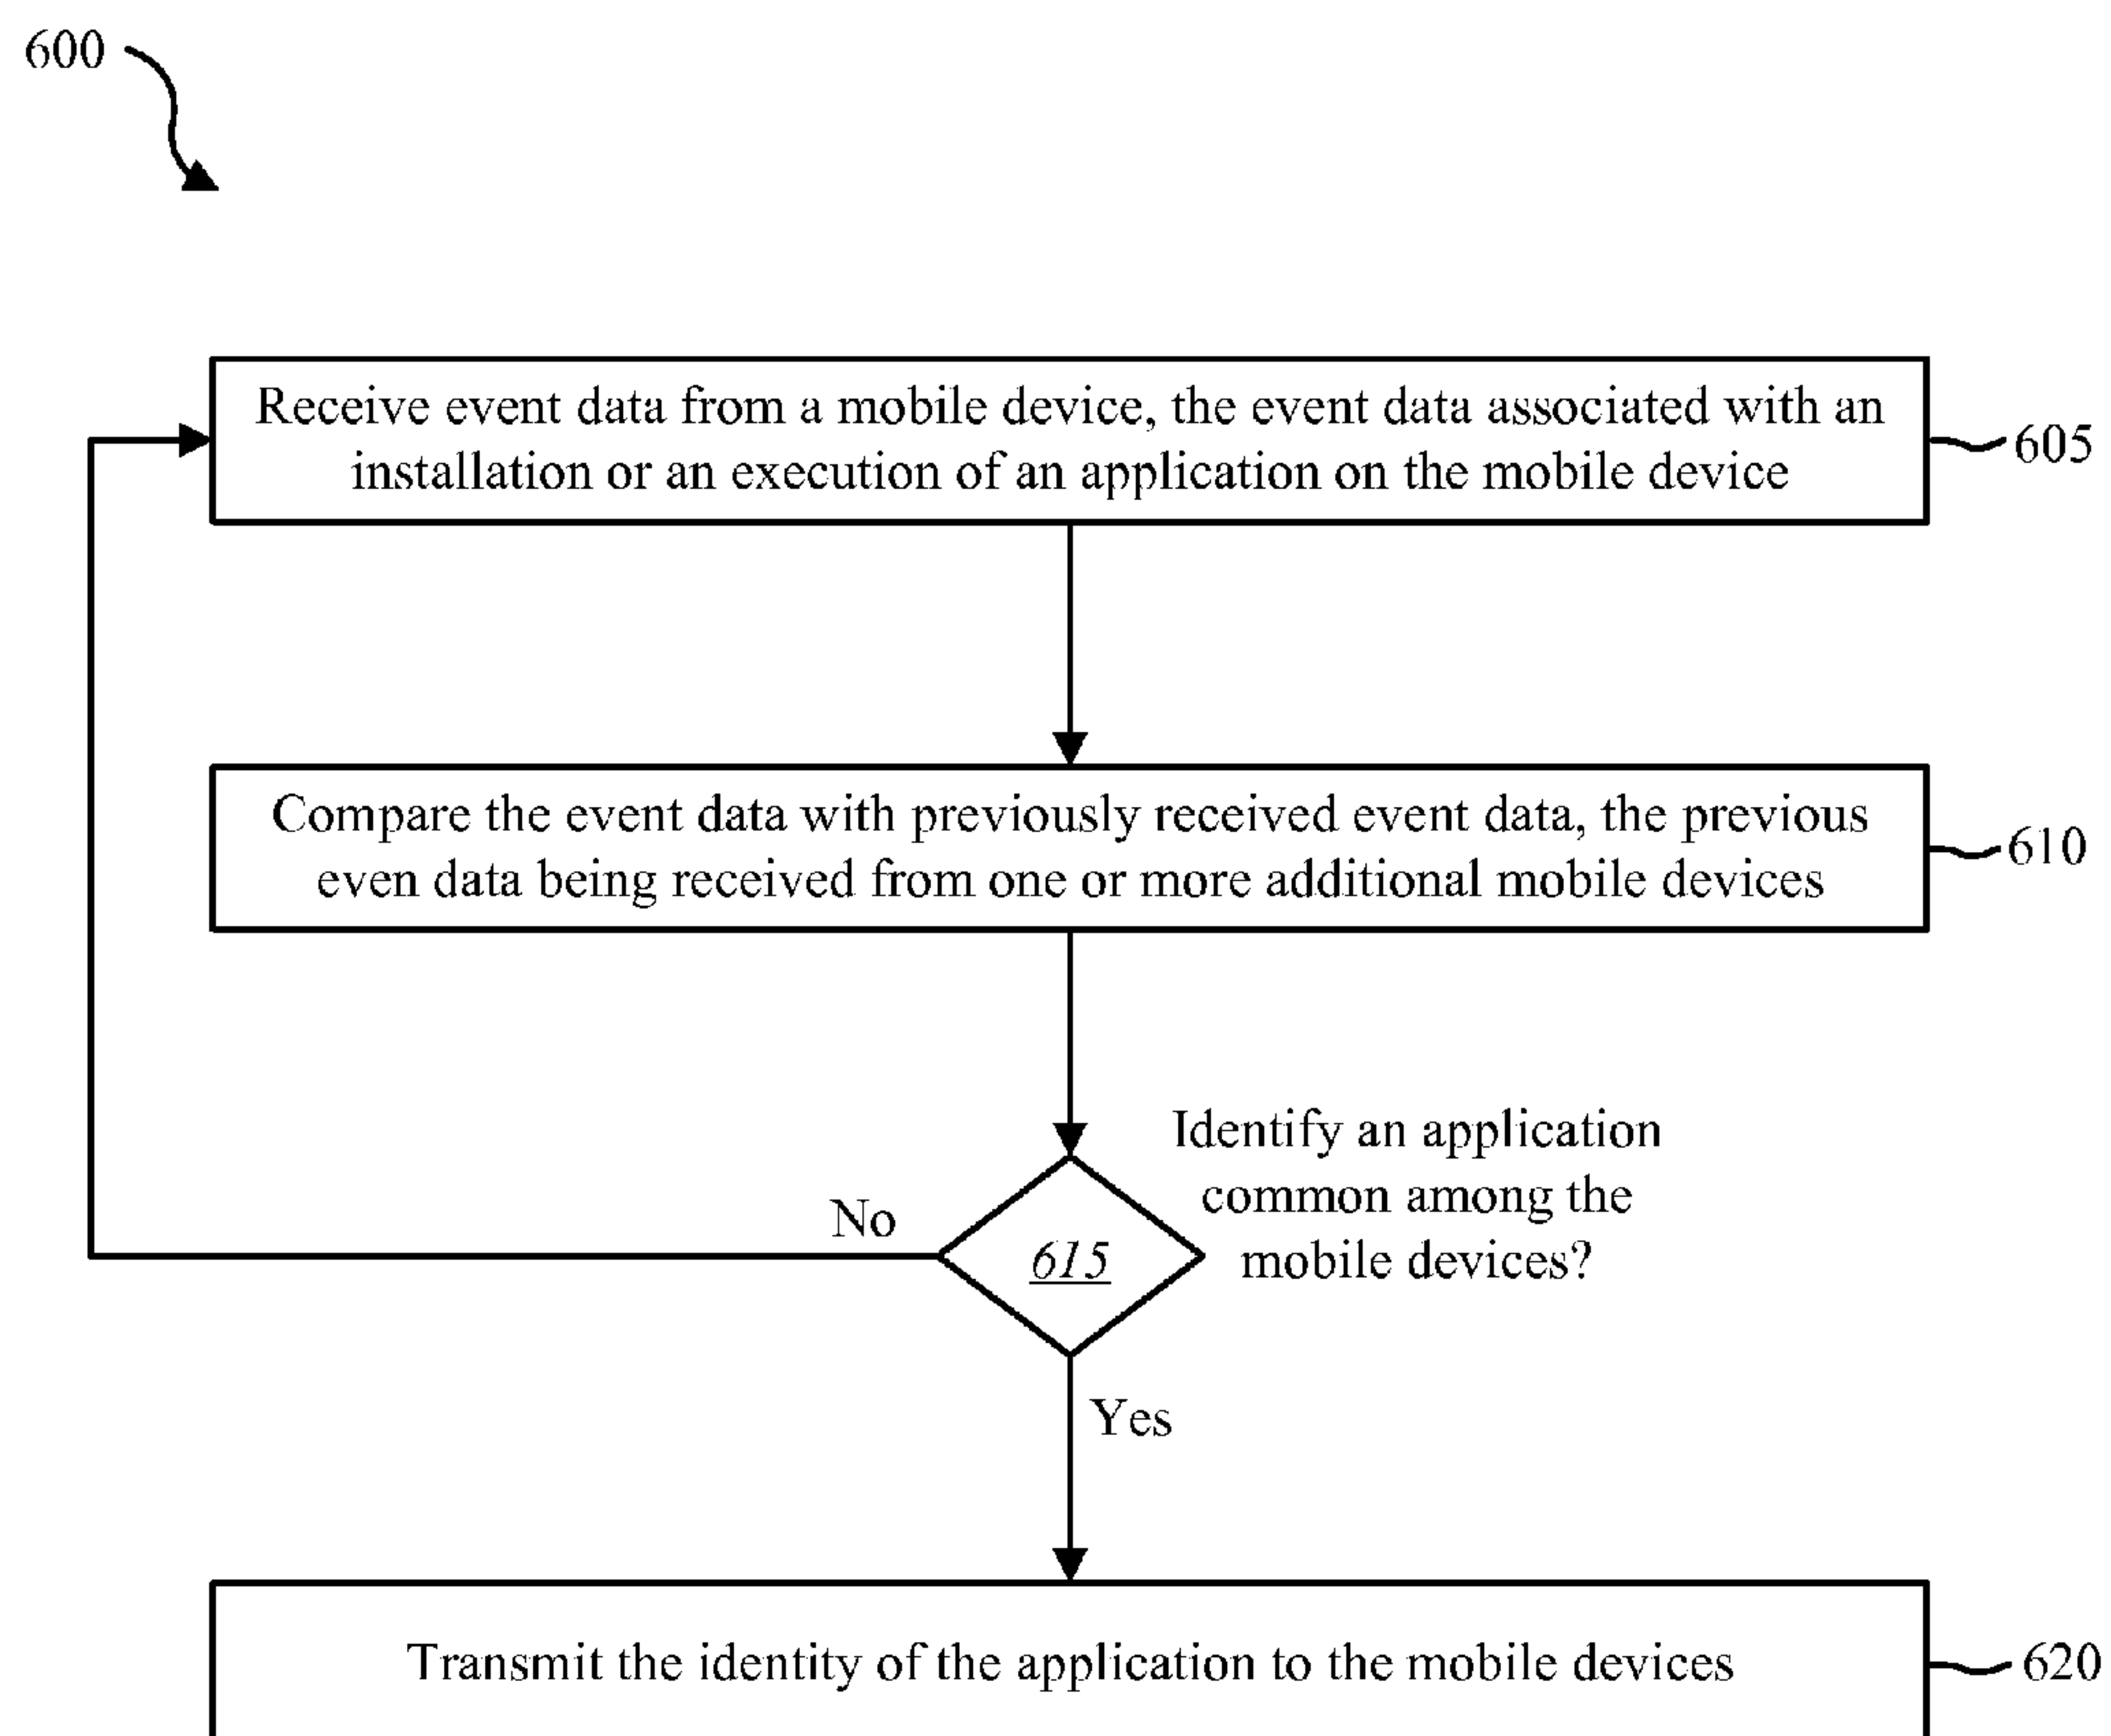 600
Receive event data from a mobile device, the event data associated with an
installation or an execution of an application on the mobile device
605
Compare the event data with previously received event data, the previous
even data being received from one or more additional mobile devices
610
Identify an application
common among the
mobile devices?
No
615
Yes
Transmit the identity of the application to the mobile devices
620